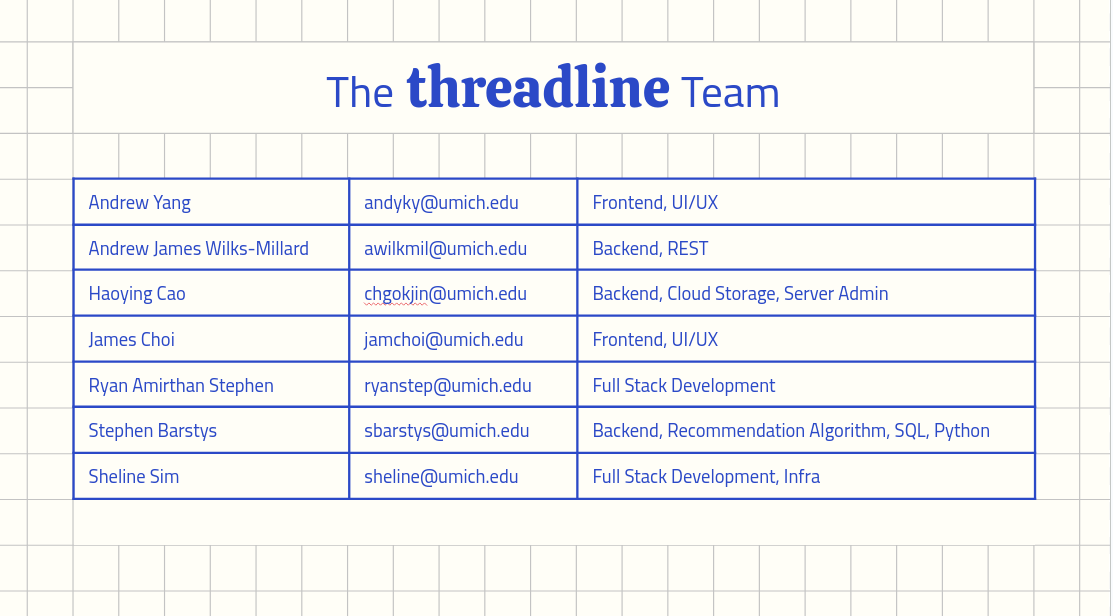 The threadline Team
Andrew Yang andyky@umich.edu Frontend, UI/UX
Andrew James Wilks-Millard awilkmil@umich.edu Backend, REST
Haoying Cao chgokjin@umich.edu Backend, Cloud Storage, Server Admin
James Choi jamchoi@umich.edu Frontend, UI/UX
Ryan Amirthan Stephen ryanstep@umich.edu Full Stack Development
Stephen Barstys sbarstys@umich.edu Backend, Recommendation Algorithm, SQL, Python
Sheline Sim sheline@umich.edu Full Stack Development, Infra